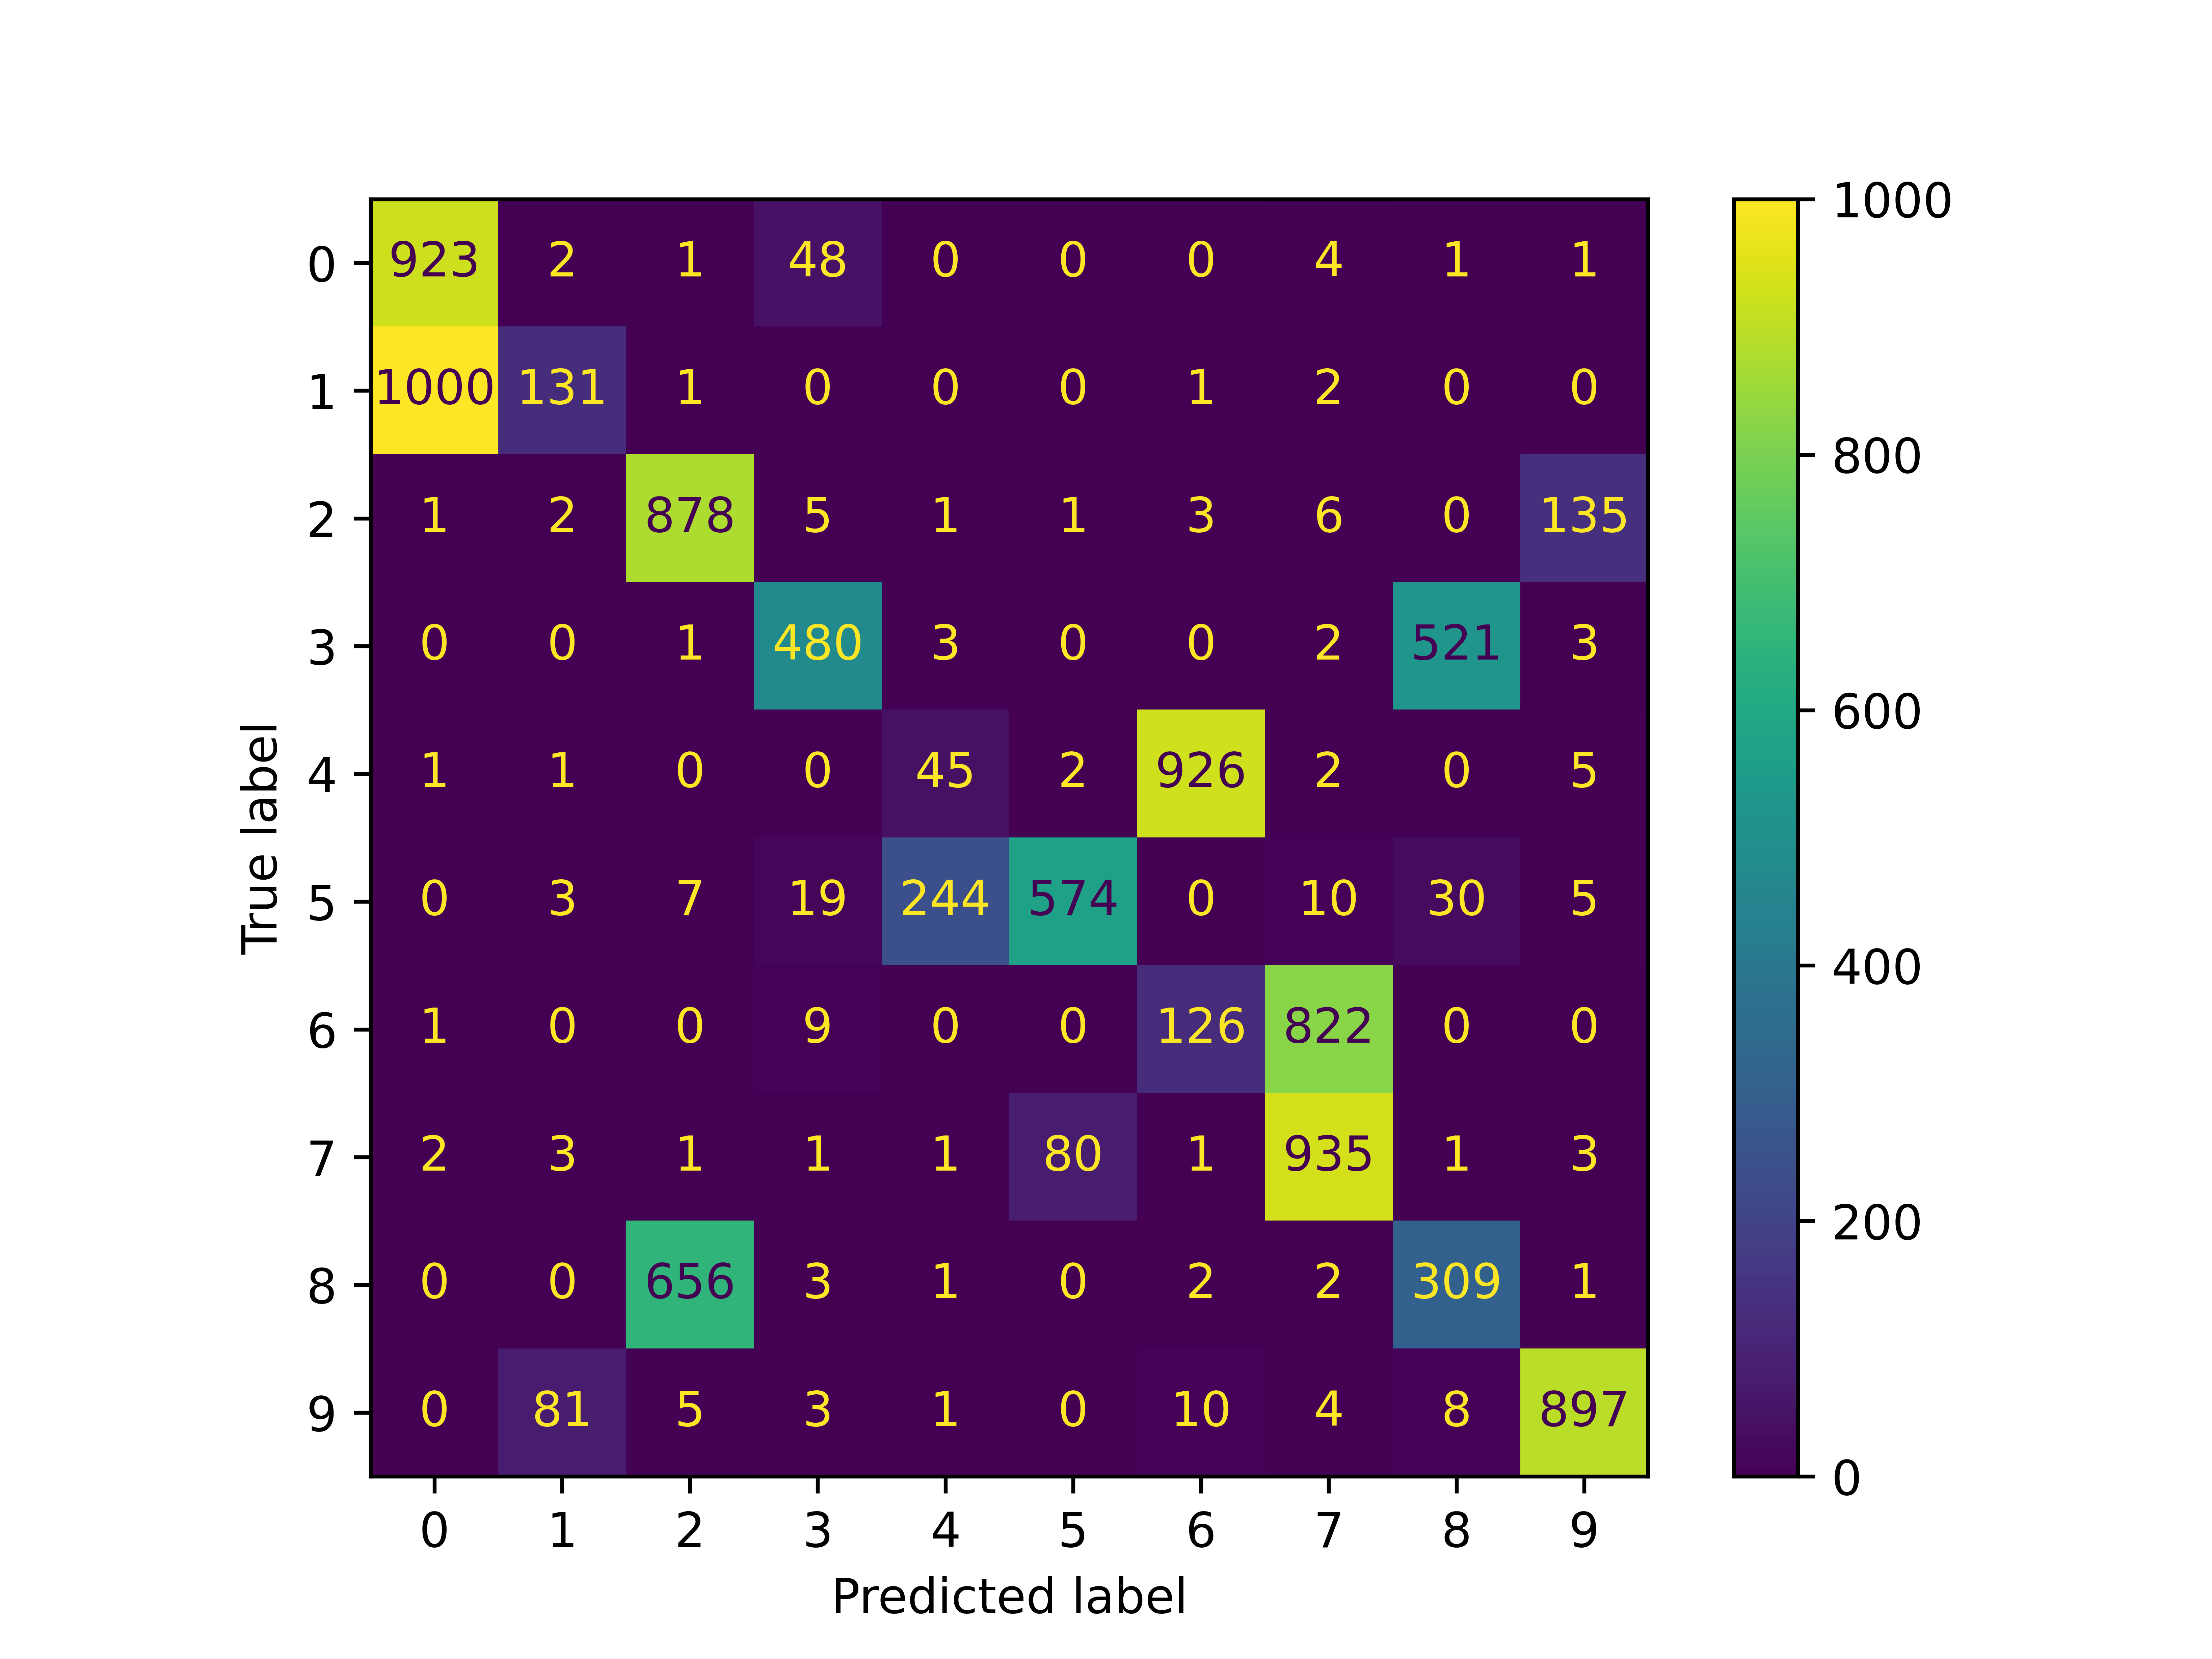 1000
0 923 2 1 48 0 0 0 4 1 1
1 1000 131 1 0 0 0 1 2 0 0
800
2 1 2 878 5 1 1 3 6 0 135
3 0 0 1 480 3 0 0 2 521 3
600
4 1 1 0 0 45 2 926 2 0 5
True label
5 0 3 7 19 244 574 0 10 30 5
400
6 1 0 0 9 0 0 126 822 0 0
7 2 3 1 1 1 80 1 935 1 3
200
8 0 0 656 3 1 0 2 2 309 1
9 0 81 5 3 1 0 10 4 8 897
0
0 1 2 3 4 5 6 7 8 9
Predicted label